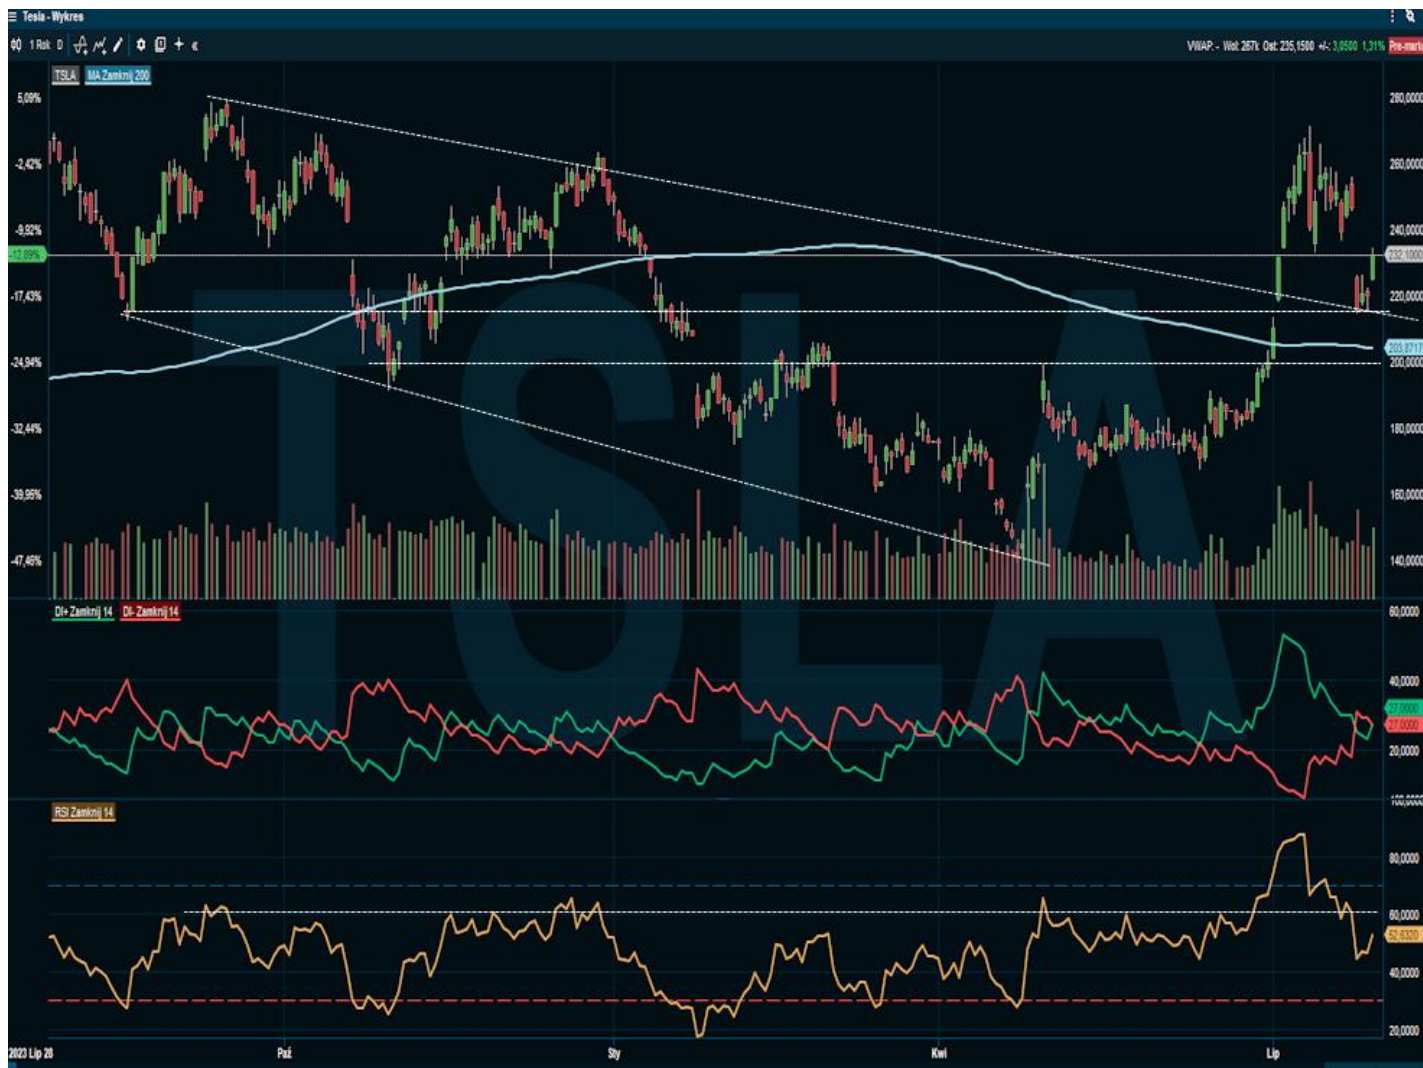 Tesla - Wykres
1 Rok D
VWAP: - Wol: 267k Ost: 235,1500 +/-: 3,0500 1,31% Pre-mark
TSLA MA Zamknij 200
5,09% 280,0000
-2,42% 260,0000
-9,92% 240,0000
-12,09% 232,1000
-17,43% 220,0000
203,8717
-24,94% 200,0000
-32,44% 180,0000
-39,95% 160,0000
-47,46% 140,0000
TSLA
DI+ Zamknij 14 DI- Zamknij 14
60,0000
40,0000
27,0000
27,0000
20,0000
100,0000
RSI Zamknij 14
80,0000
60,0000
52,6320
40,0000
20,0000
2023 Lip 28 Paź Sty Kwi Lip